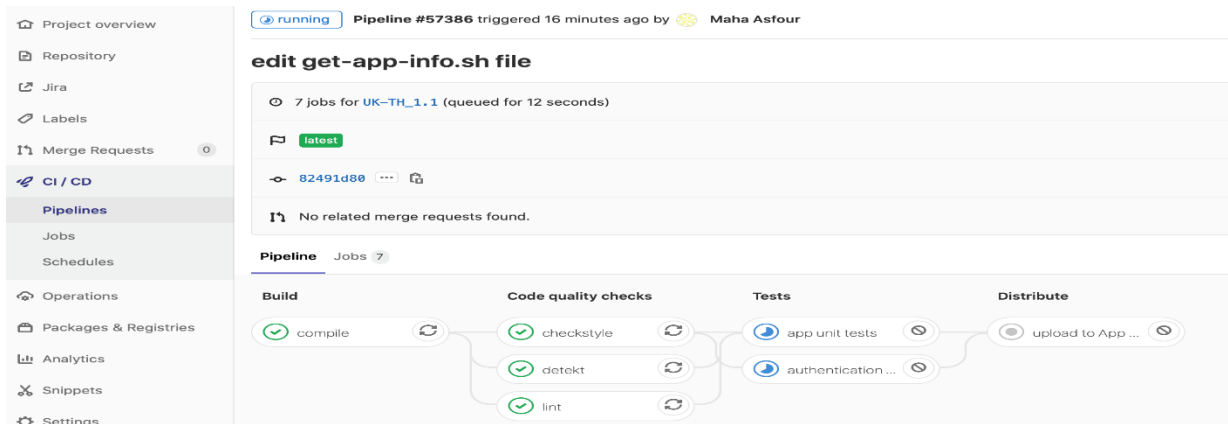 Project overview
Repository
Jira
Labels
Merge Requests 0
CI / CD
Pipelines
Jobs
Schedules
Operations
Packages & Registries
Analytics
Snippets
Settings
running Pipeline #57386 triggered 16 minutes ago by Maha Asfour
edit get-app-info.sh file
7 jobs for UK-TH_1.1 (queued for 12 seconds)
latest
82491d80 ...
No related merge requests found.
Pipeline Jobs 7
Build Code quality checks Tests Distribute
compile checkstyle app unit tests upload to App ...
detekt authentication ...
lint